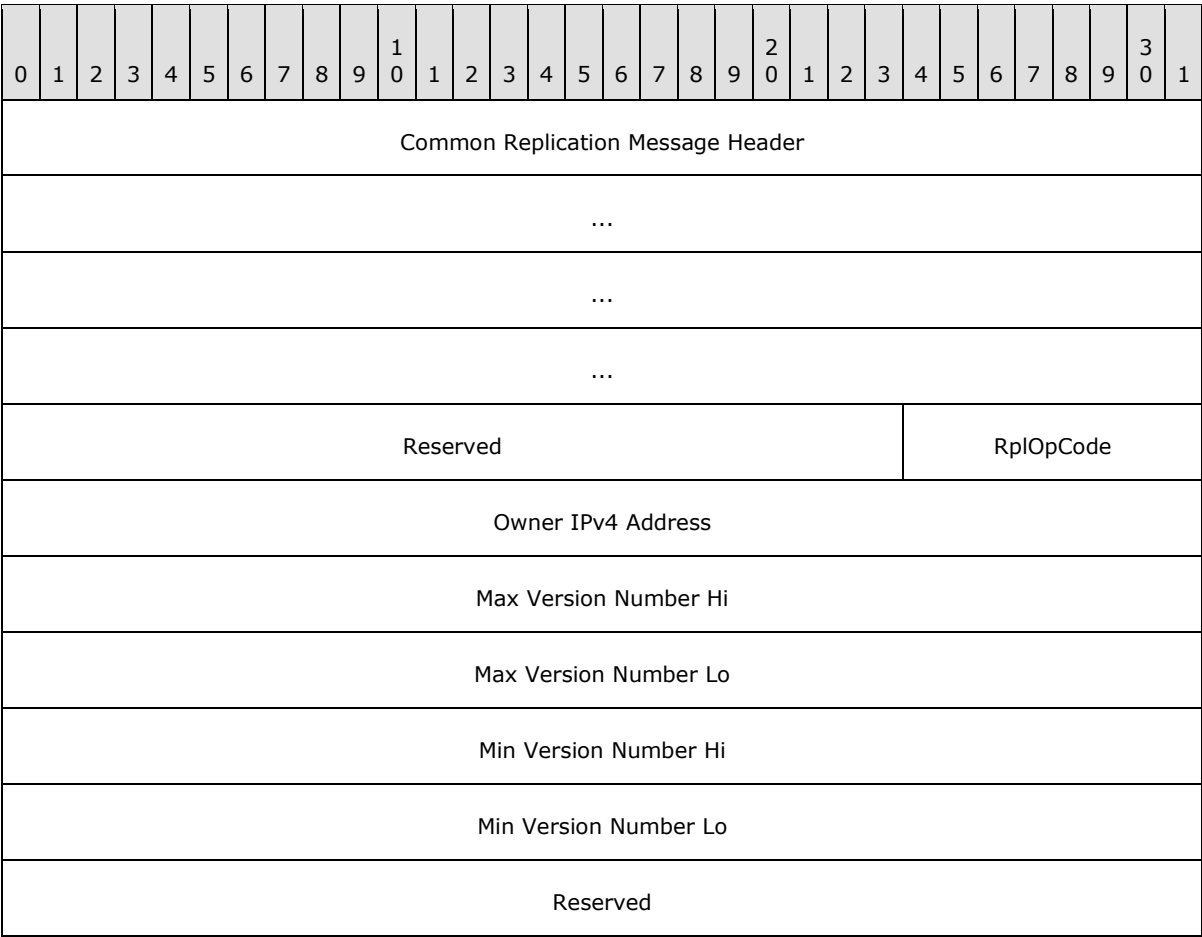 1 2 3
0 1 2 3 4 5 6 7 8 9 0 1 2 3 4 5 6 7 8 9 0 1 2 3 4 5 6 7 8 9 0 1
Common Replication Message Header
...
...
...
Reserved RplOpCode
Owner IPv4 Address
Max Version Number Hi
Max Version Number Lo
Min Version Number Hi
Min Version Number Lo
Reserved